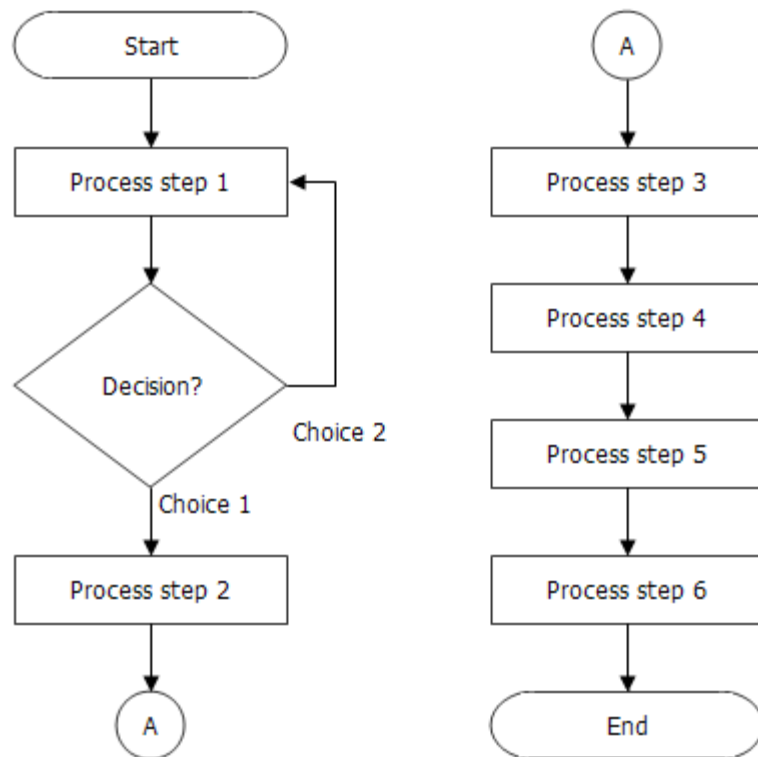 Start
Process step 1
Decision?
Choice 2
Choice 1
Process step 2
A
A
Process step 3
Process step 4
Process step 5
Process step 6
End